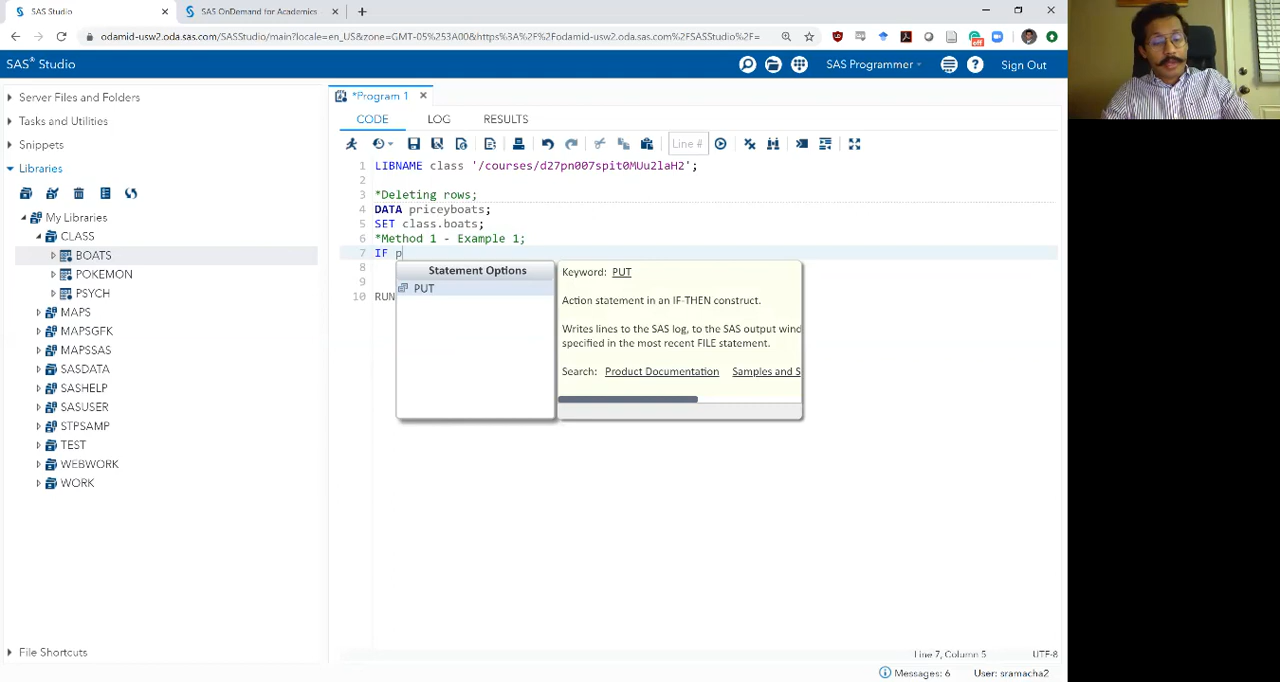 SAS Studio
SAS OnDemand for Academics
odamid-usw2.oda.sas.com/SASStudio/main?locale=en_US&zone=GMT-05%253A00&https%3A%2F%2Fodamid-usw2.oda.sas.com%2FSASStudio%2F=
SAS® Studio
SAS Programmer
Sign Out
Server Files and Folders
Tasks and Utilities
Snippets
Libraries
My Libraries
CLASS
BOATS
POKEMON
PSYCH
MAPS
MAPSGFK
MAPSSAS
SASDATA
SASHELP
SASUSER
STPSAMP
TEST
WEBWORK
WORK
File Shortcuts
*Program 1
CODE
LOG
RESULTS
Line #
1 LIBNAME class '/courses/d27pn007spit0MUu2laH2';
2
3 *Deleting rows;
4 DATA priceyboats;
5 SET class.boats;
6 *Method 1 - Example 1;
7 IF p
8
9
10 RUN
Statement Options
PUT
Keyword: PUT
Action statement in an IF-THEN construct.
Writes lines to the SAS log, to the SAS output wind
specified in the most recent FILE statement.
Search: Product Documentation Samples and S
Line 7, Column 5
UTF-8
Messages: 6
User: sramacha2